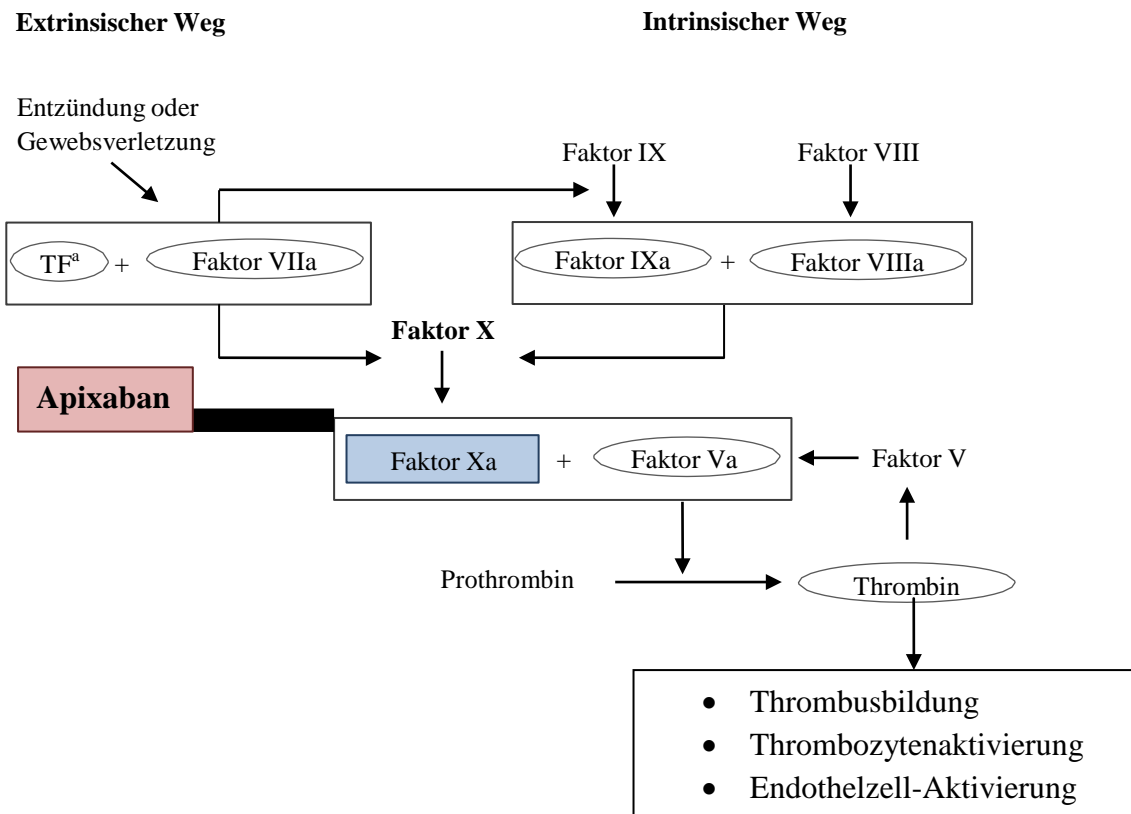 Extrinsischer Weg
Intrinsischer Weg
Entzündung oder
Gewebsverletzung
Faktor IX
Faktor VIII
TFª + Faktor VIIa
Faktor IXa + Faktor VIIIa
Faktor X
Apixaban
Faktor Xa + Faktor Va
Faktor V
Prothrombin
Thrombin
• Thrombusbildung
• Thrombozytenaktivierung
• Endothelzell-Aktivierung